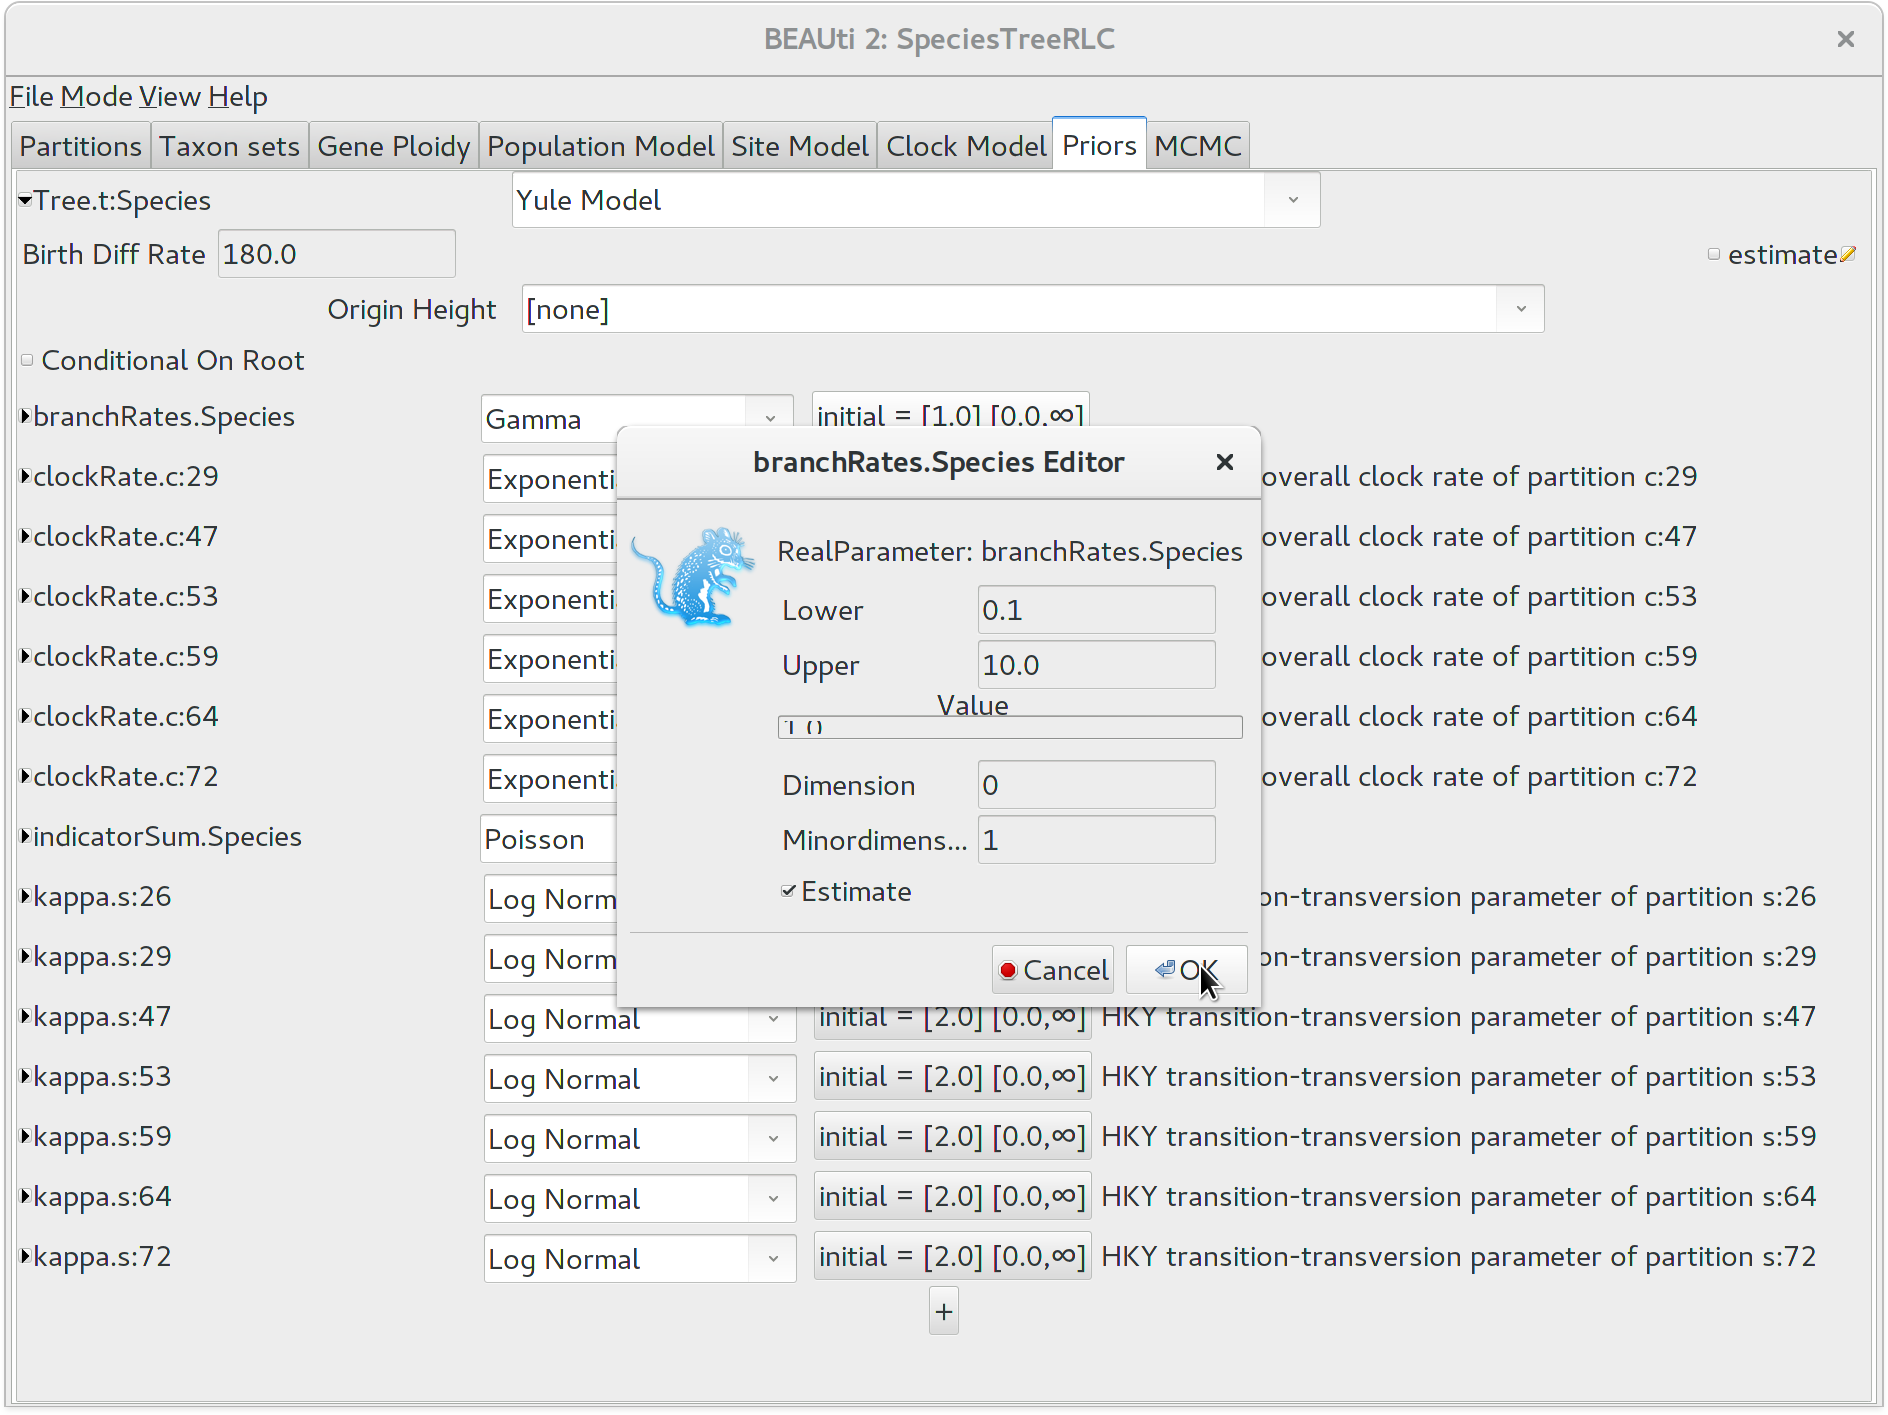 BEAUti 2: SpeciesTreeRLC
File Mode View Help
Partitions Taxon sets Gene Ploidy Population Model Site Model Clock Model Priors MCMC
Tree.t:Species Yule Model
Birth Diff Rate 180.0 estimate
Origin Height [none]
Conditional On Root
branchRates.Species Gamma initial = [1.0] [0.0,∞]
branchRates.Species Editor
clockRate.c:29 Exponenti overall clock rate of partition c:29
clockRate.c:47 Exponenti overall clock rate of partition c:47
RealParameter: branchRates.Species
clockRate.c:53 Exponenti Lower 0.1 overall clock rate of partition c:53
clockRate.c:59 Exponenti Upper 10.0 overall clock rate of partition c:59
Value
clockRate.c:64 Exponenti overall clock rate of partition c:64
clockRate.c:72 Exponenti Dimension 0 overall clock rate of partition c:72
indicatorSum.Species Poisson Minordimens... 1
kappa.s:26 Log Norm Estimate on-transversion parameter of partition s:26
kappa.s:29 Log Norm Cancel OK on-transversion parameter of partition s:29
kappa.s:47 Log Normal initial = [2.0] [0.0,∞] HKY transition-transversion parameter of partition s:47
kappa.s:53 Log Normal initial = [2.0] [0.0,∞] HKY transition-transversion parameter of partition s:53
kappa.s:59 Log Normal initial = [2.0] [0.0,∞] HKY transition-transversion parameter of partition s:59
kappa.s:64 Log Normal initial = [2.0] [0.0,∞] HKY transition-transversion parameter of partition s:64
kappa.s:72 Log Normal initial = [2.0] [0.0,∞] HKY transition-transversion parameter of partition s:72
+